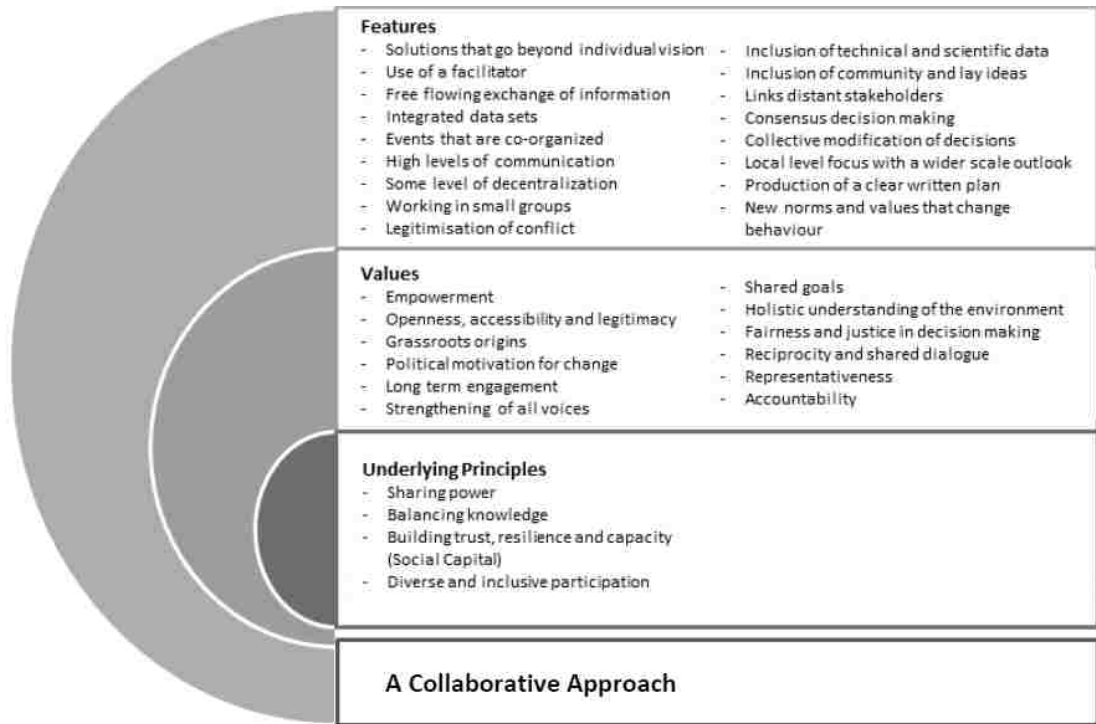 Features
- Solutions that go beyond individual vision
- Use of a facilitator
- Free flowing exchange of information
- Integrated data sets
- Events that are co-organized
- High levels of communication
- Some level of decentralization
- Working in small groups
- Legitimisation of conflict
- Inclusion of technical and scientific data
- Inclusion of community and lay ideas
- Links distant stakeholders
- Consensus decision making
- Collective modification of decisions
- Local level focus with a wider scale outlook
- Production of a clear written plan
- New norms and values that change
behaviour
Values
- Empowerment
- Openness, accessibility and legitimacy
- Grassroots origins
- Political motivation for change
- Long term engagement
- Strengthening of all voices
- Shared goals
- Holistic understanding of the environment
- Fairness and justice in decision making
- Reciprocity and shared dialogue
- Representativeness
- Accountability
Underlying Principles
- Sharing power
- Balancing knowledge
- Building trust, resilience and capacity
(Social Capital)
- Diverse and inclusive participation
A Collaborative Approach